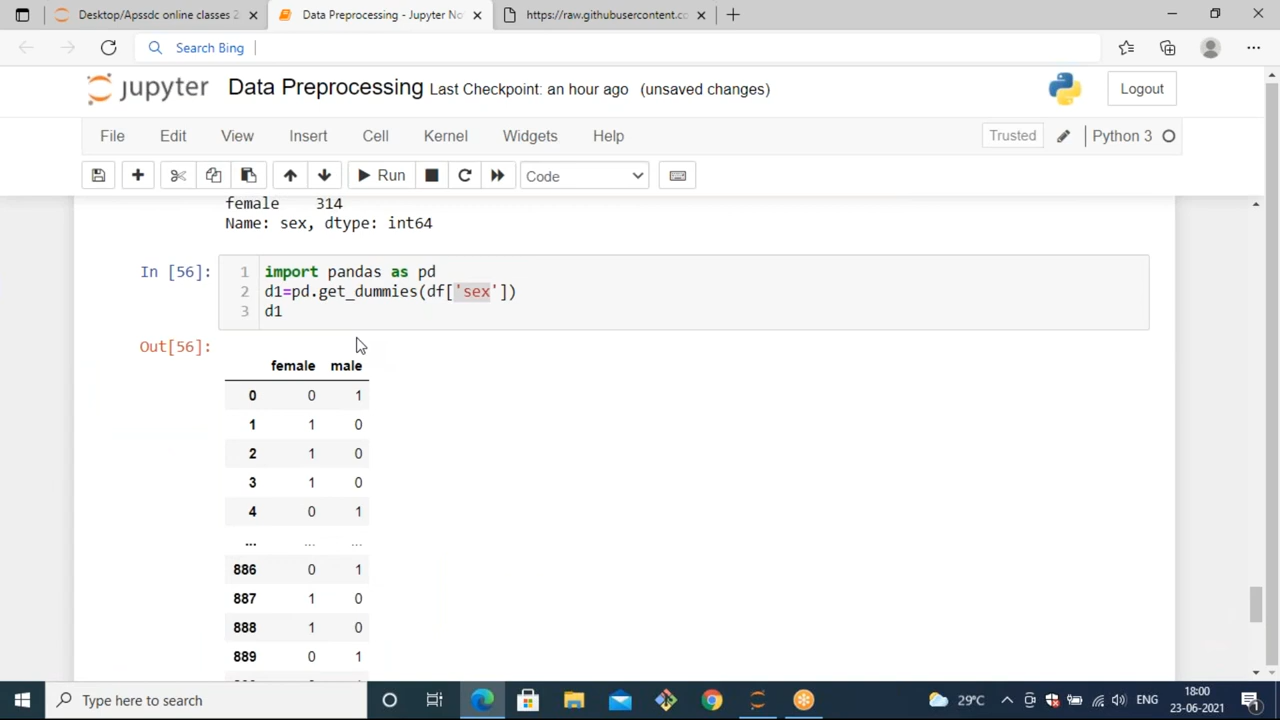 Desktop/Apssdc online classes 2
Data Preprocessing - Jupyter No
https://raw.githubusercontent.co
Search Bing
jupyter Data Preprocessing Last Checkpoint: an hour ago (unsaved changes)
Logout
File Edit View Insert Cell Kernel Widgets Help
Trusted
Python 3
Run
Code
female 314
Name: sex, dtype: int64
In [56]:
1 import pandas as pd
2 d1=pd.get_dummies(df['sex'])
3 d1
Out[56]:
female male
0 0 1
1 1 0
2 1 0
3 1 0
4 0 1
... ... ...
886 0 1
887 1 0
888 1 0
889 0 1
Type here to search
29°C
ENG
18:00
23-06-2021
1